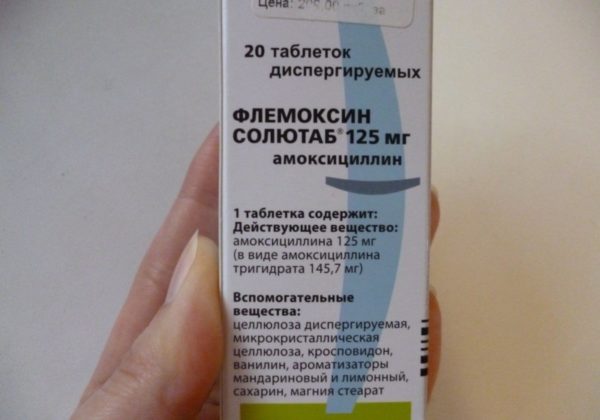 Цена:
20 таблеток
диспергируемых
ФЛЕМОКСИН
СОЛЮТАБ® 125 мг
амоксициллин
1 таблетка содержит:
Действующее вещество:
амоксициллина 125 мг
(в виде амоксициллина
тригидрата 145,7 мг)
Вспомогательные
вещества:
целлюлоза диспергируемая,
микрокристаллическая
целлюлоза, кросповидон,
ванилин, ароматизаторы
мандариновый и лимонный,
сахарин, магния стеарат